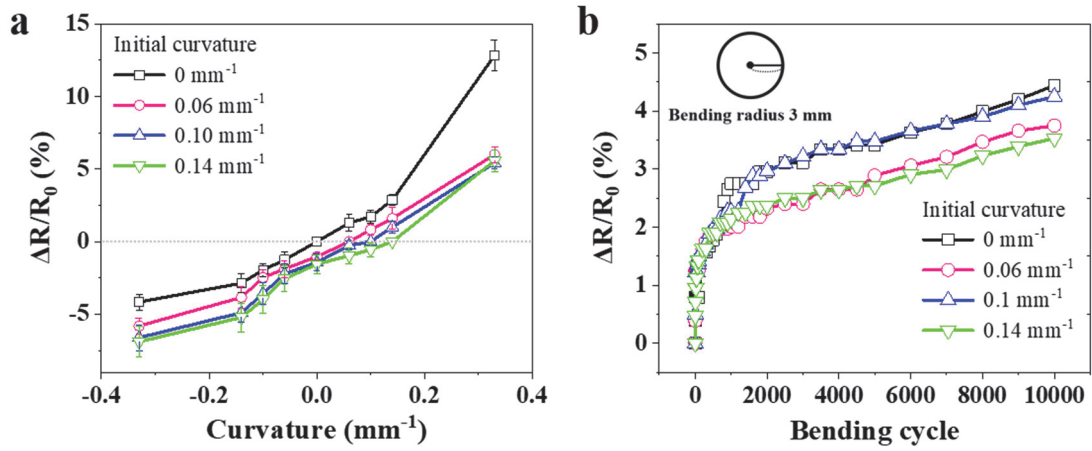 a
15
10
5
0
-5
ΔR/R₀ (%)
Initial curvature
0 mm⁻¹
0.06 mm⁻¹
0.10 mm⁻¹
0.14 mm⁻¹
-0.4
-0.2
0.0
0.2
0.4
Curvature (mm⁻¹)
b
5
4
3
2
1
0
ΔR/R₀ (%)
Bending radius 3 mm
Initial curvature
0 mm⁻¹
0.06 mm⁻¹
0.1 mm⁻¹
0.14 mm⁻¹
0
2000
4000
6000
8000
10000
Bending cycle